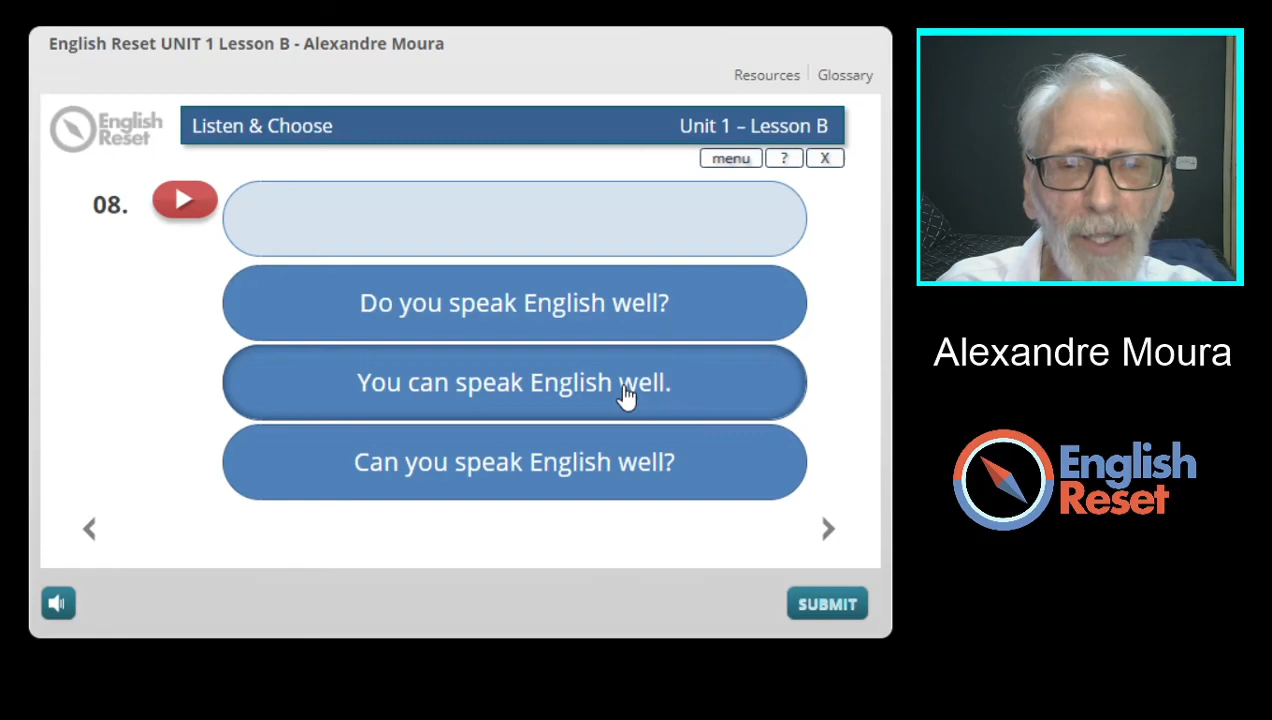 English Reset UNIT 1 Lesson B - Alexandre Moura
Resources Glossary
English
Reset
Listen & Choose Unit 1 – Lesson B
menu ? X
08.
Do you speak English well?
You can speak English well.
Can you speak English well?
SUBMIT
Alexandre Moura
English
Reset